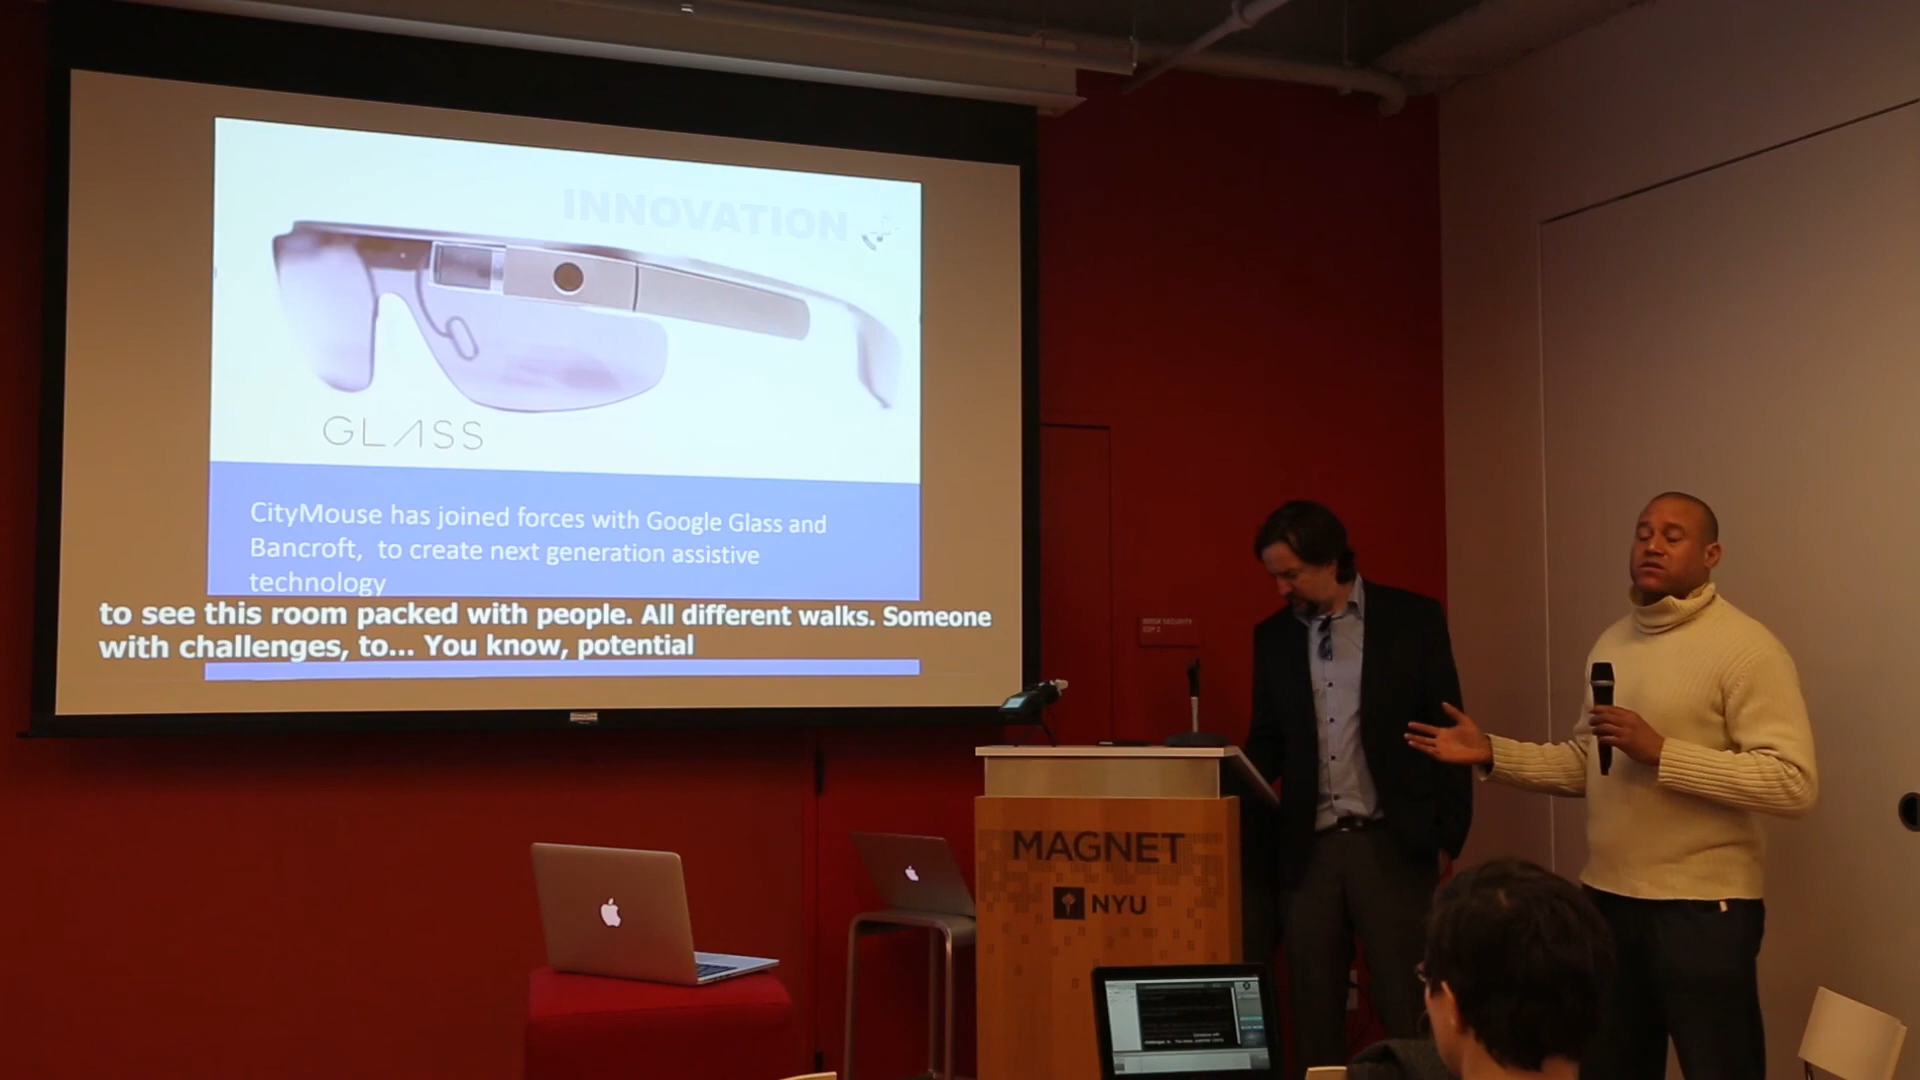 INNOVATION
GLASS
CityMouse has joined forces with Google Glass and
Bancroft, to create next generation assistive
technology
to see this room packed with people. All different walks. Someone
with challenges, to... You know, potential
MAGNET
NYU